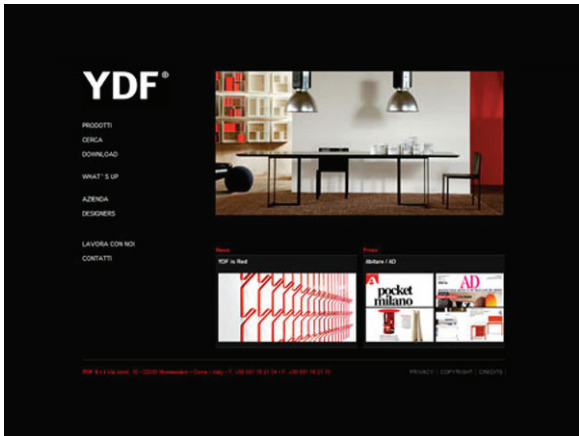 YDF®
PRODOTTI
CERCA
DOWNLOAD
WHAT'S UP
AZIENDA
DESIGNERS
LAVORA CON NOI
CONTATTI
News
YDF is Red
Press
Abitare / AD
A
pocket
milano
AD
PRIVACY | COPYRIGHT | CREDITS |